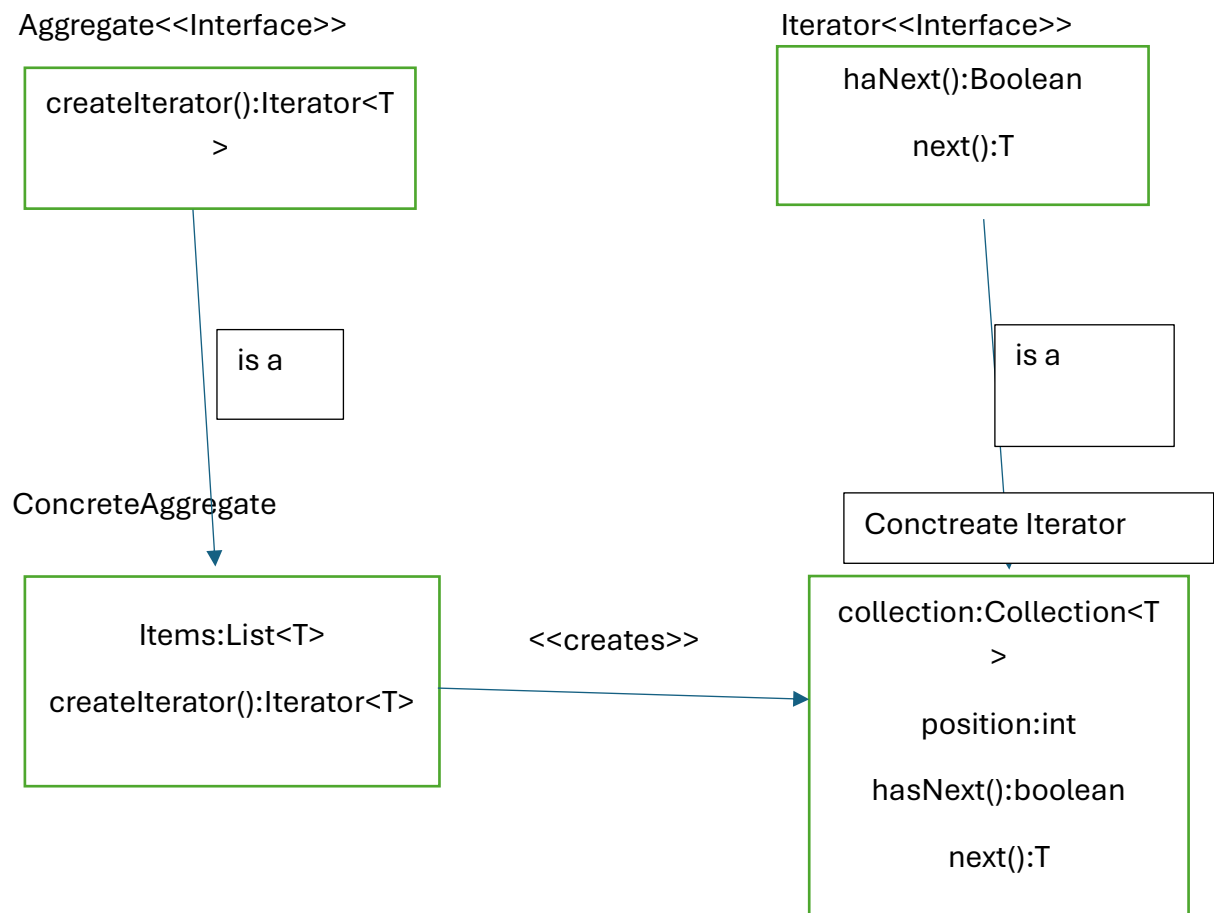 Aggregate<<Interface>>
createIterator():Iterator<T
>
Iterator<<Interface>>
haNext():Boolean
next():T
is a
is a
ConcreteAggregate
Items:List<T>
createIterator():Iterator<T>
<<creates>>
Conctreate Iterator
collection:Collection<T
>
position:int
hasNext():boolean
next():T